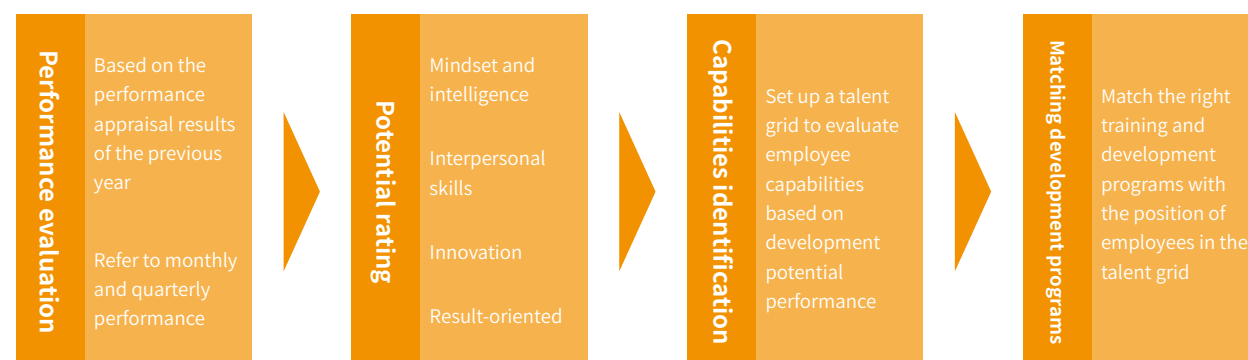 Performance evaluation
Based on the
performance
appraisal results
of the previous
year
Refer to monthly
and quarterly
performance
Potential rating
Mindset and
intelligence
Interpersonal
skills
Innovation
Result-oriented
Capabilities identification
Set up a talent
grid to evaluate
employee
capabilities
based on
development
potential
performance
Matching development programs
Match the right
training and
development
programs with
the position of
employees in the
talent grid